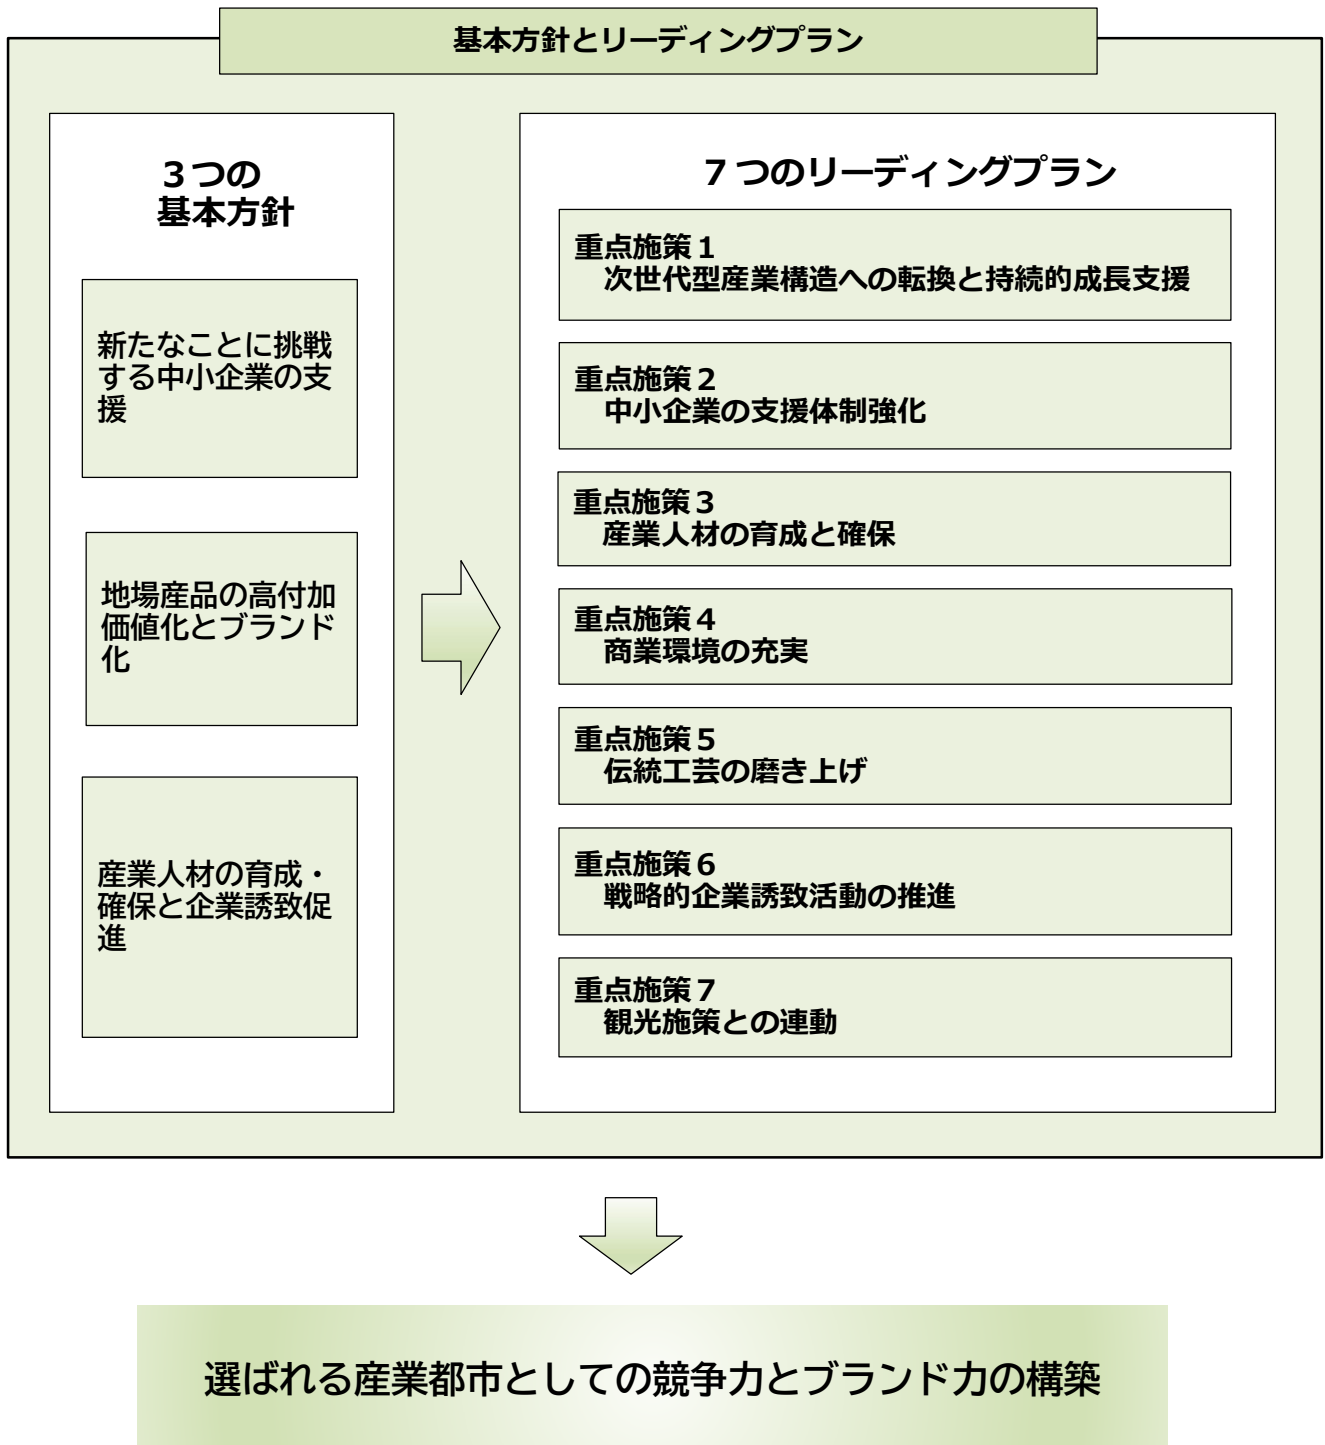 基本方針とリーディングプラン
３つの
基本方針
新たなことに挑戦
する中小企業の支
援
地場産品の高付加
価値化とブランド
化
産業人材の育成・
確保と企業誘致促
進
７つのリーディングプラン
重点施策１
次世代型産業構造への転換と持続的成長支援
重点施策２
中小企業の支援体制強化
重点施策３
産業人材の育成と確保
重点施策４
商業環境の充実
重点施策５
伝統工芸の磨き上げ
重点施策６
戦略的企業誘致活動の推進
重点施策７
観光施策との連動
選ばれる産業都市としての競争力とブランド力の構築